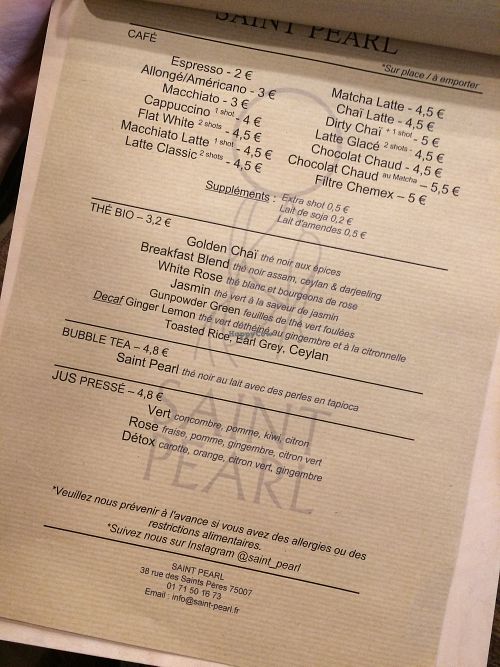 SAINT PEARL
*Sur place / à emporter
CAFÉ
Espresso - 2 €
Allongé/Américano - 3 €
Macchiato - 3 €
Cappuccino 1 shot - 4 €
Flat White 2 shots - 4,5 €
Macchiato Latte 1 shot - 4,5 €
Latte Classic 2 shots - 4,5 €
Matcha Latte - 4,5 €
Chaï Latte - 4,5 €
Dirty Chaï + 1 shot - 5 €
Latte Glacé 2 shots - 4,5 €
Chocolat Chaud - 4,5 €
Chocolat Chaud au Matcha – 5,5 €
Filtre Chemex – 5 €
Suppléments : Extra shot 0,5 €
Lait de soja 0,2 €
Lait d'amendes 0,5 €
THÉ BIO – 3,2 €
Golden Chaï thé noir aux épices
Breakfast Blend thé noir assam, ceylan & darjeeling
White Rose thé blanc et bourgeons de rose
Jasmin thé vert à la saveur de jasmin
Gunpowder Green feuilles de thé vert foulées
Decaf Ginger Lemon thé vert déthéiné au gingembre et à la citronnelle
Toasted Rice, Earl Grey, Ceylan
BUBBLE TEA – 4,8 €
Saint Pearl thé noir au lait avec des perles en tapioca
JUS PRESSÉ – 4,8 €
Vert concombre, pomme, kiwi, citron
Rose fraise, pomme, gingembre, citron vert
Détox carotte, orange, citron vert, gingembre
SAINT
PEARL
*Veuillez nous prévenir à l'avance si vous avez des allergies ou des
restrictions alimentaires.
*Suivez nous sur Instagram @saint_pearl
SAINT PEARL
38 rue des Saints Pères 75007
01 71 50 16 73
Email : info@saint-pearl.fr